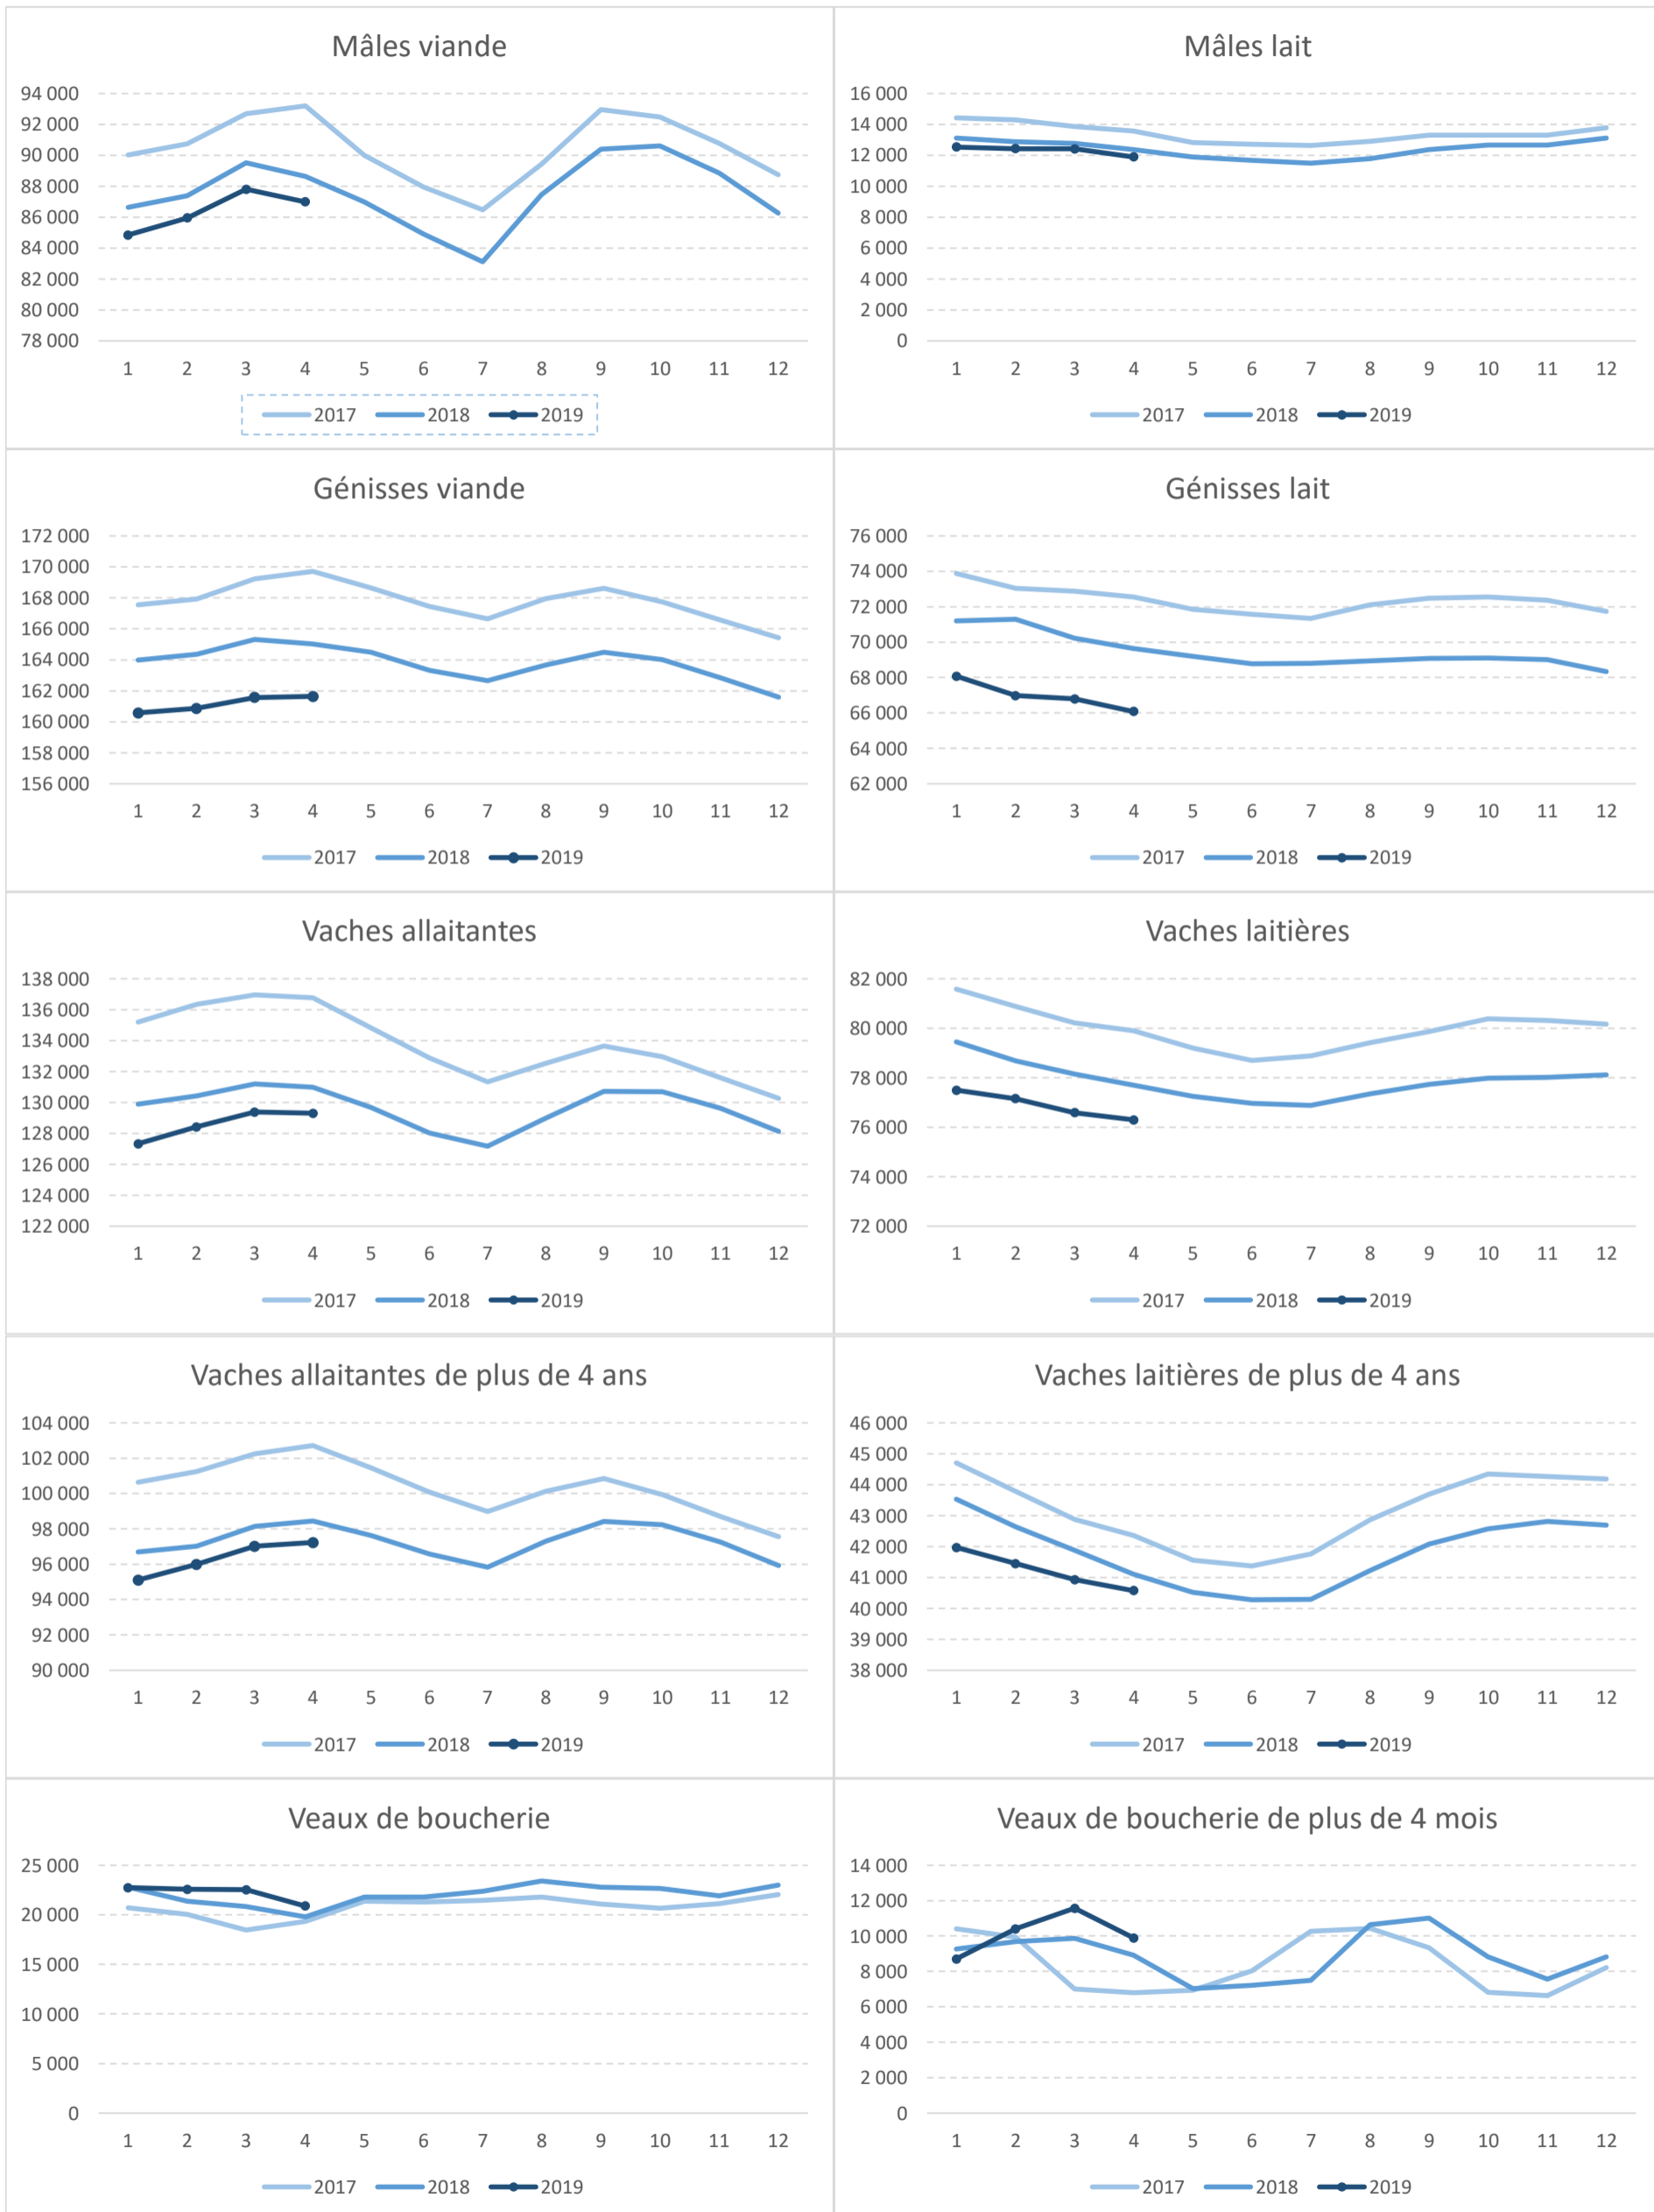 Mâles viande
94 000
92 000
90 000
88 000
86 000
84 000
82 000
80 000
78 000
1 2 3 4 5 6 7 8 9 10 11 12
2017 2018 2019
Mâles lait
16 000
14 000
12 000
10 000
8 000
6 000
4 000
2 000
0
1 2 3 4 5 6 7 8 9 10 11 12
2017 2018 2019
Génisses viande
172 000
170 000
168 000
166 000
164 000
162 000
160 000
158 000
156 000
1 2 3 4 5 6 7 8 9 10 11 12
2017 2018 2019
Génisses lait
76 000
74 000
72 000
70 000
68 000
66 000
64 000
62 000
1 2 3 4 5 6 7 8 9 10 11 12
2017 2018 2019
Vaches allaitantes
138 000
136 000
134 000
132 000
130 000
128 000
126 000
124 000
122 000
1 2 3 4 5 6 7 8 9 10 11 12
2017 2018 2019
Vaches laitières
82 000
80 000
78 000
76 000
74 000
72 000
1 2 3 4 5 6 7 8 9 10 11 12
2017 2018 2019
Vaches allaitantes de plus de 4 ans
104 000
102 000
100 000
98 000
96 000
94 000
92 000
90 000
1 2 3 4 5 6 7 8 9 10 11 12
2017 2018 2019
Vaches laitières de plus de 4 ans
46 000
45 000
44 000
43 000
42 000
41 000
40 000
39 000
38 000
1 2 3 4 5 6 7 8 9 10 11 12
2017 2018 2019
Veaux de boucherie
25 000
20 000
15 000
10 000
5 000
0
1 2 3 4 5 6 7 8 9 10 11 12
2017 2018 2019
Veaux de boucherie de plus de 4 mois
14 000
12 000
10 000
8 000
6 000
4 000
2 000
0
1 2 3 4 5 6 7 8 9 10 11 12
2017 2018 2019